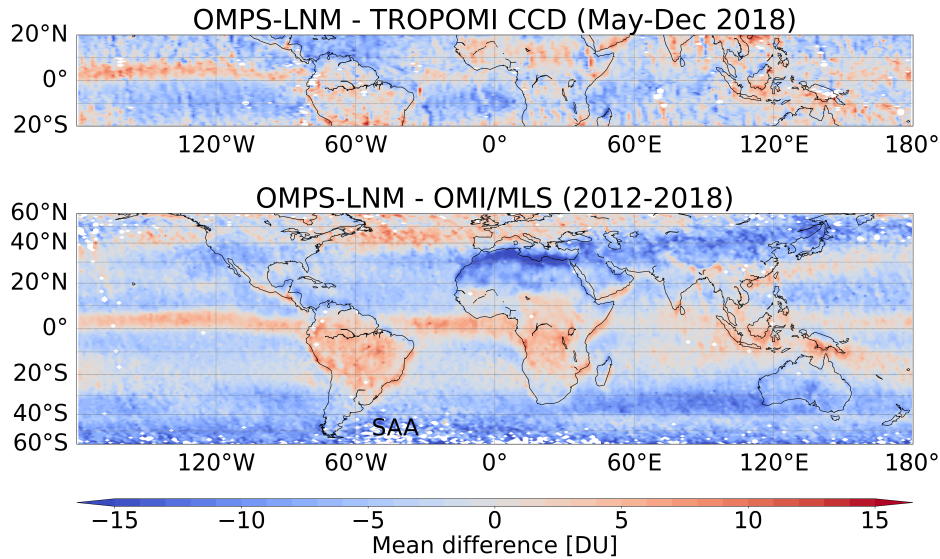 OMPS-LNM - TROPOMI CCD (May-Dec 2018)
20°N
0°
20°S
120°W 60°W 0° 60°E 120°E 180°
OMPS-LNM - OMI/MLS (2012-2018)
60°N
40°N
20°N
0°
20°S
40°S
SAA
60°S
120°W 60°W 0° 60°E 120°E 180°
−15 −10 −5 0 5 10 15
Mean difference [DU]